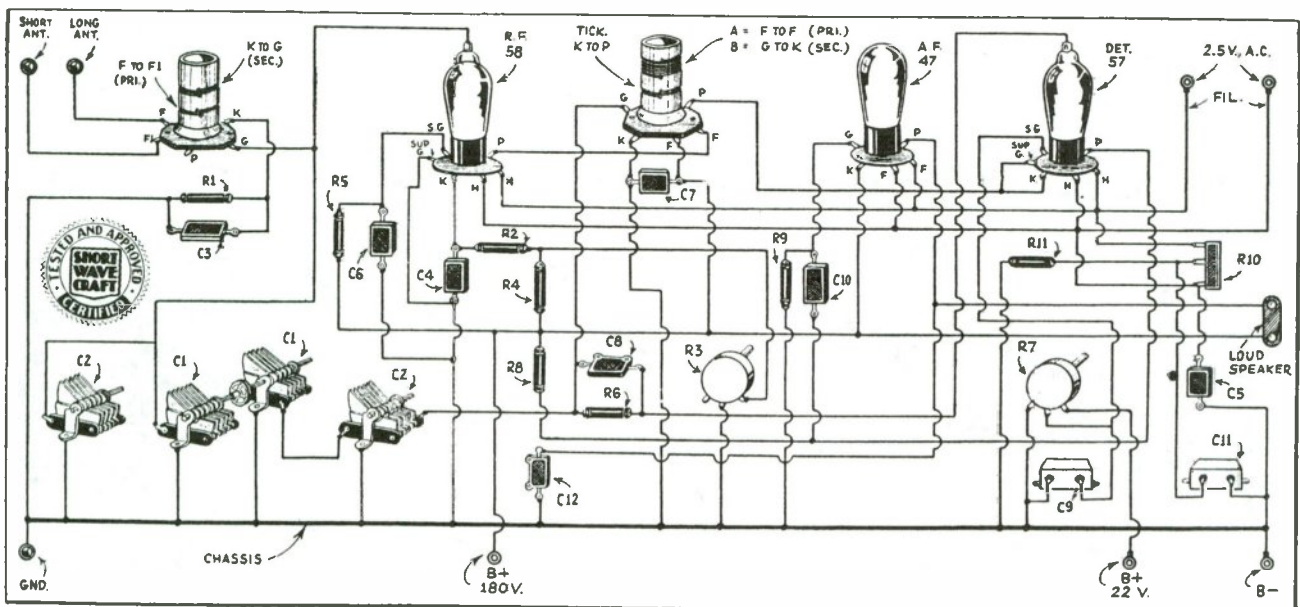 SHORT
ANT.
LONG
ANT.
K TO G
(SEC.)
F TO F1
(PRI.)
F
K
F1
P
G
R.F.
58
SG
SUP
G
P
K
H
H
TICK.
K TO P
A = F TO F (PRI.)
B = G TO K (SEC.)
G
P
K
F
F
A.F.
47
G
P
K
F
F
DET.
57
SG
SUP
G
P
K
H
H
2.5 V. A.C.
FIL.
R1
C3
R5
C6
C4
R2
R4
C7
R9
C10
R11
R10
TESTED AND APPROVED
SHORT
WAVE
CRAFT
CERTIFIED
C2
C1
C1
C2
R8
C8
R6
R3
R7
LOUD
SPEAKER
C5
C12
C9
C11
CHASSIS
GND.
B+
180V.
B+
22 V.
B-